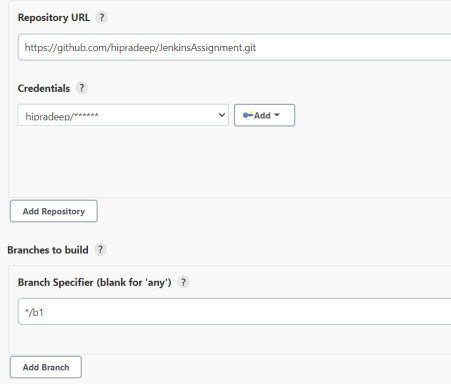 Repository URL ?
https://github.com/hipradeep/JenkinsAssignment.git
Credentials ?
hipradeep/******
Add
Add Repository
Branches to build ?
Branch Specifier (blank for 'any') ?
*/b1
Add Branch